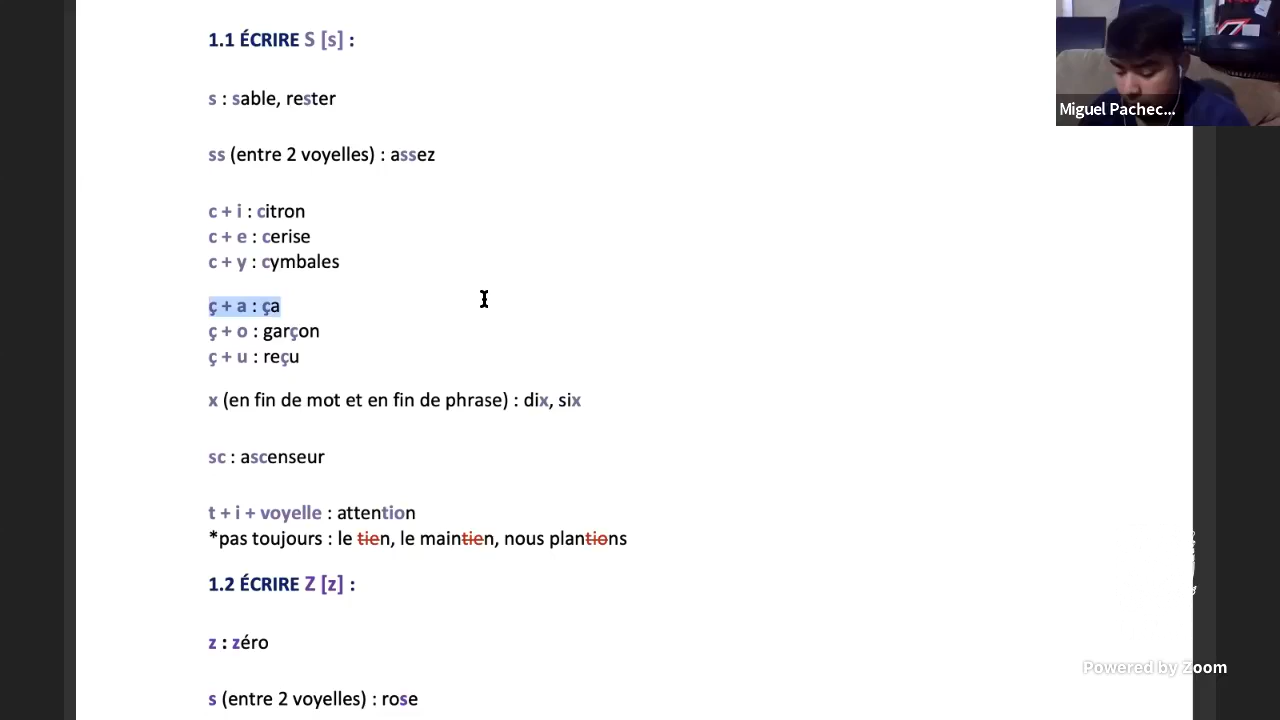 1.1 ÉCRIRE S [s] :
s : sable, rester
ss (entre 2 voyelles) : assez
c + i : citron
c + e : cerise
c + y : cymbales
ç + a : ça
ç + o : garçon
ç + u : reçu
x (en fin de mot et en fin de phrase) : dix, six
sc : ascenseur
t + i + voyelle : attention
*pas toujours : le tien, le maintien, nous plantions
1.2 ÉCRIRE Z [z] :
z : zéro
s (entre 2 voyelles) : rose
Miguel Pachec...
Powered by Zoom